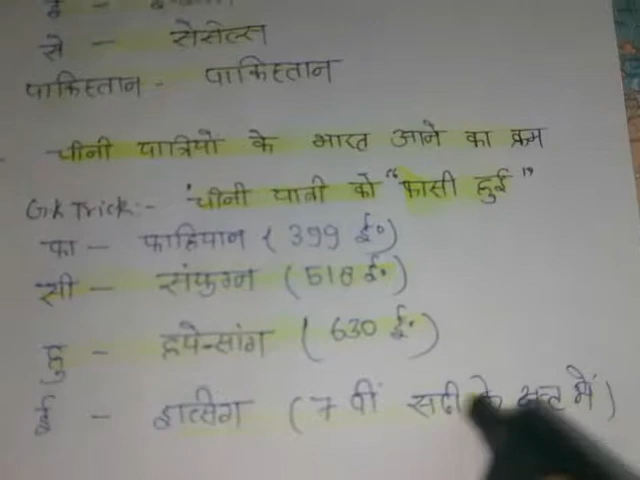 से - सेसेल्स
पाकिस्तान - पाकिस्तान
चीनी यात्रियों के भारत आने का क्रम
GK Trick:- चीनी यात्री को "फासी हुई"
फा - फाहियान (399 ई०)
सी - संयुग्न (518 ई०)
हु - ह्वेनसांग (630 ई०)
ई - इत्सिंग (7 वीं सदी के अन्त में)